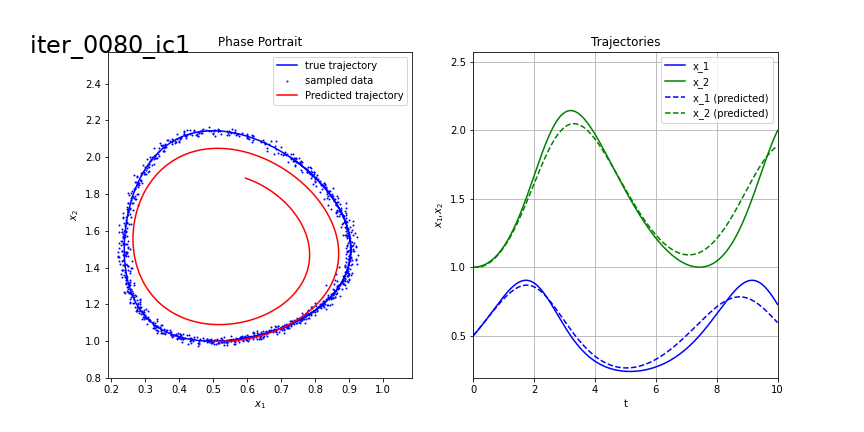 iter_0080_ic1
Phase Portrait
true trajectory
sampled data
Predicted trajectory
2.4
2.2
2.0
1.8
1.6
1.4
1.2
1.0
0.8
x₂
0.2 0.3 0.4 0.5 0.6 0.7 0.8 0.9 1.0
x₁
Trajectories
x_1
x_2
x_1 (predicted)
x_2 (predicted)
2.5
2.0
1.5
1.0
0.5
x₁,x₂
0 2 4 6 8 10
t